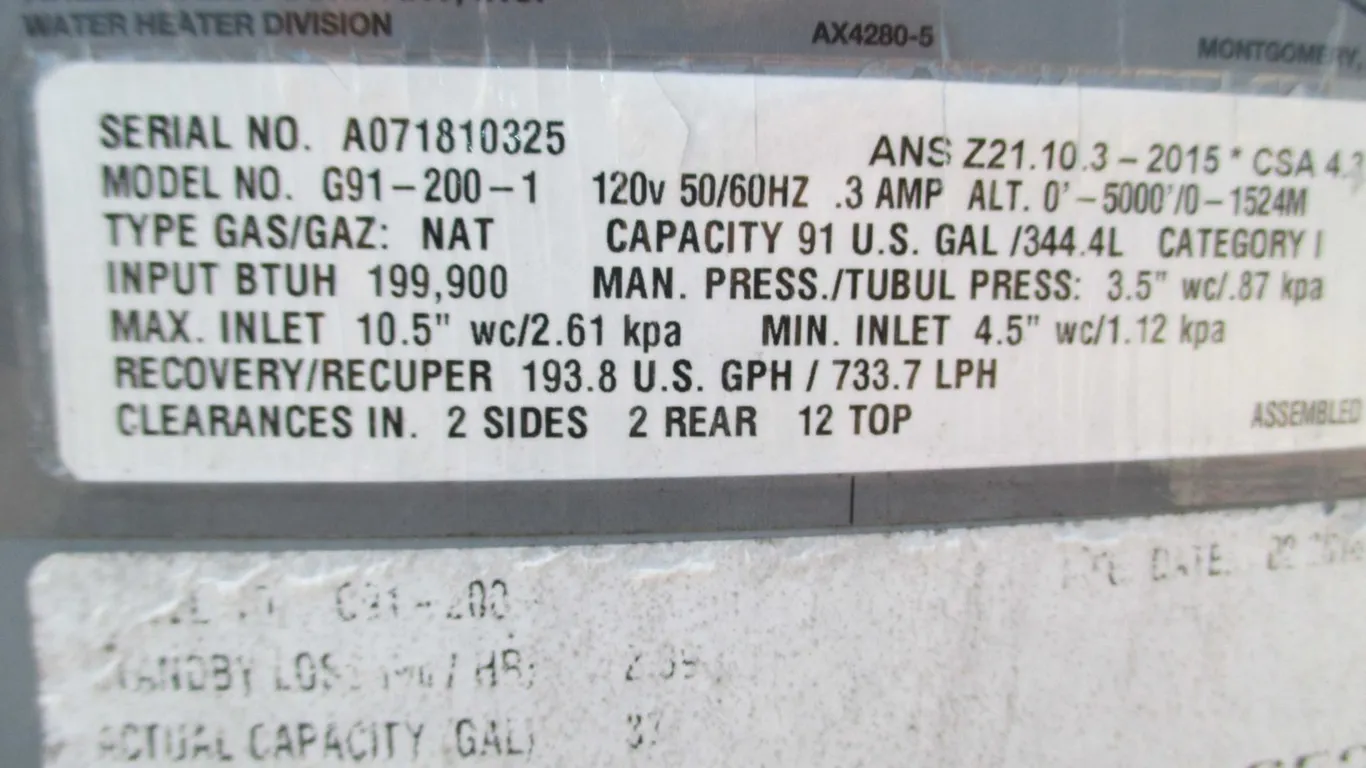 WATER HEATER DIVISION AX4280-5 MONTGOMERY,
SERIAL NO. A071810325 ANS Z21.10.3-2015 * CSA 4.3
MODEL NO. G91-200-1 120v 50/60HZ .3 AMP ALT. 0'-5000'/0-1524M
TYPE GAS/GAZ: NAT CAPACITY 91 U.S. GAL /344.4L CATEGORY I
INPUT BTUH 199,900 MAN. PRESS./TUBUL PRESS: 3.5" wc/.87 kpa
MAX. INLET 10.5" wc/2.61 kpa MIN. INLET 4.5" wc/1.12 kpa
RECOVERY/RECUPER 193.8 U.S. GPH / 733.7 LPH
CLEARANCES IN. 2 SIDES 2 REAR 12 TOP ASSEMBLED
DATE:
STANDBY HR:
ACTUAL CAPACITY GAL)